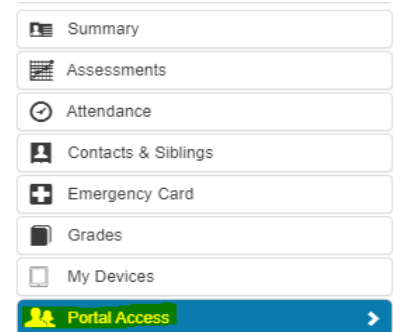 Summary
Assessments
Attendance
Contacts & Siblings
Emergency Card
Grades
My Devices
Portal Access